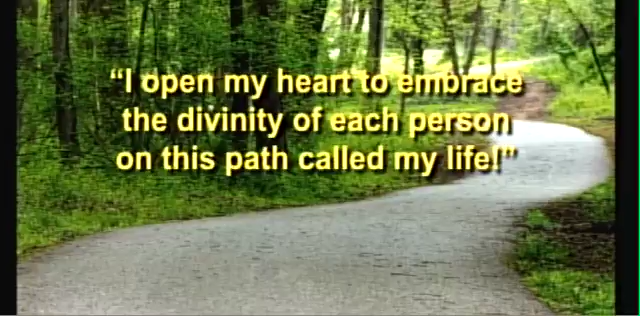 “I open my heart to embrace
the divinity of each person
on this path called my life!”